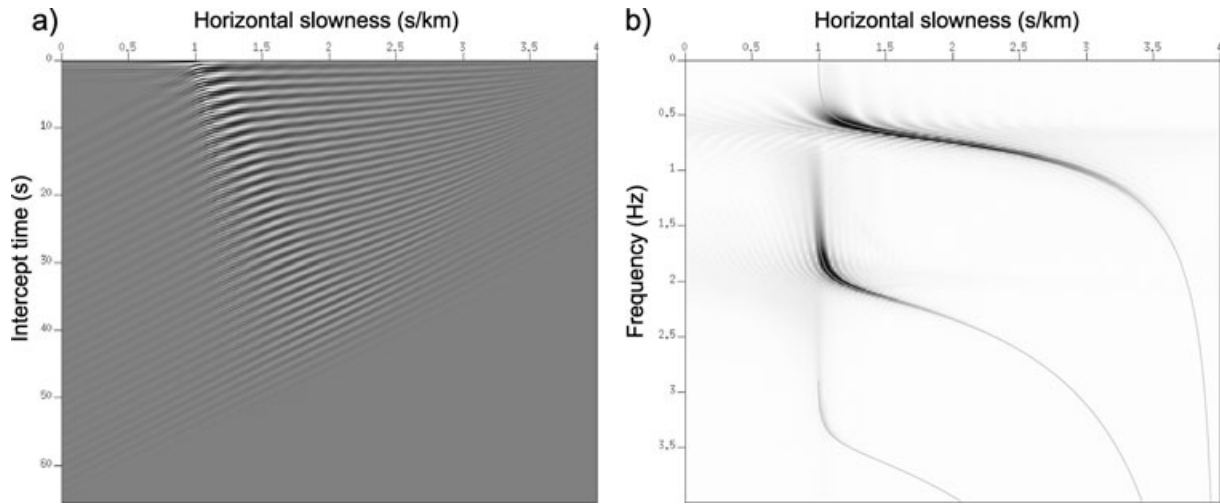 a)
Horizontal slowness (s/km)
0 0.5 1 1.5 2 2.5 3 3.5 4
Intercept time (s)
0
10
20
30
40
50
60
b)
Horizontal slowness (s/km)
0 0.5 1 1.5 2 2.5 3 3.5 4
Frequency (Hz)
0
0.5
1
1.5
2
2.5
3
3.5